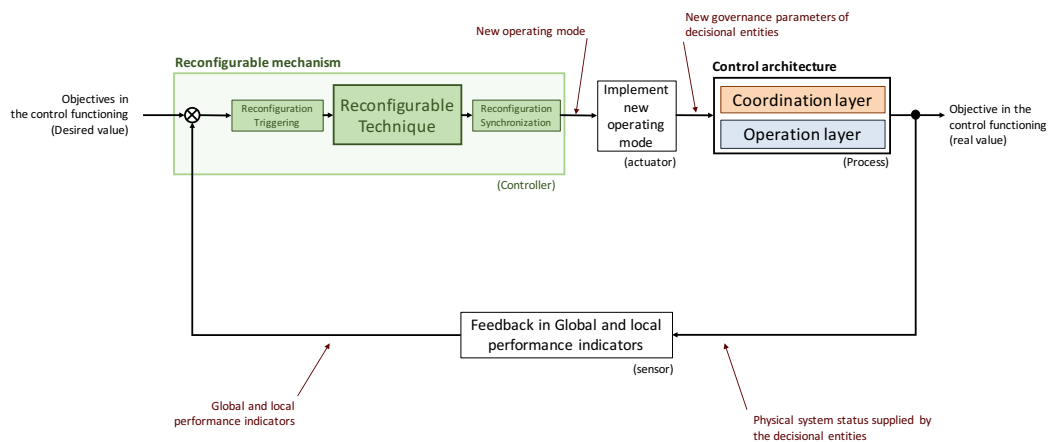 New operating mode
New governance parameters of
decisional entities
Reconfigurable mechanism
Control architecture
Objectives in
the control functioning
(Desired value)
Reconfiguration
Triggering
Reconfigurable
Technique
Reconfiguration
Synchronization
Implement
new
operating
mode
(actuator)
Coordination layer
Operation layer
(Process)
Objective in the
control functioning
(real value)
(Controller)
Feedback in Global and local
performance indicators
(sensor)
Global and local
performance indicators
Physical system status supplied by
the decisional entities